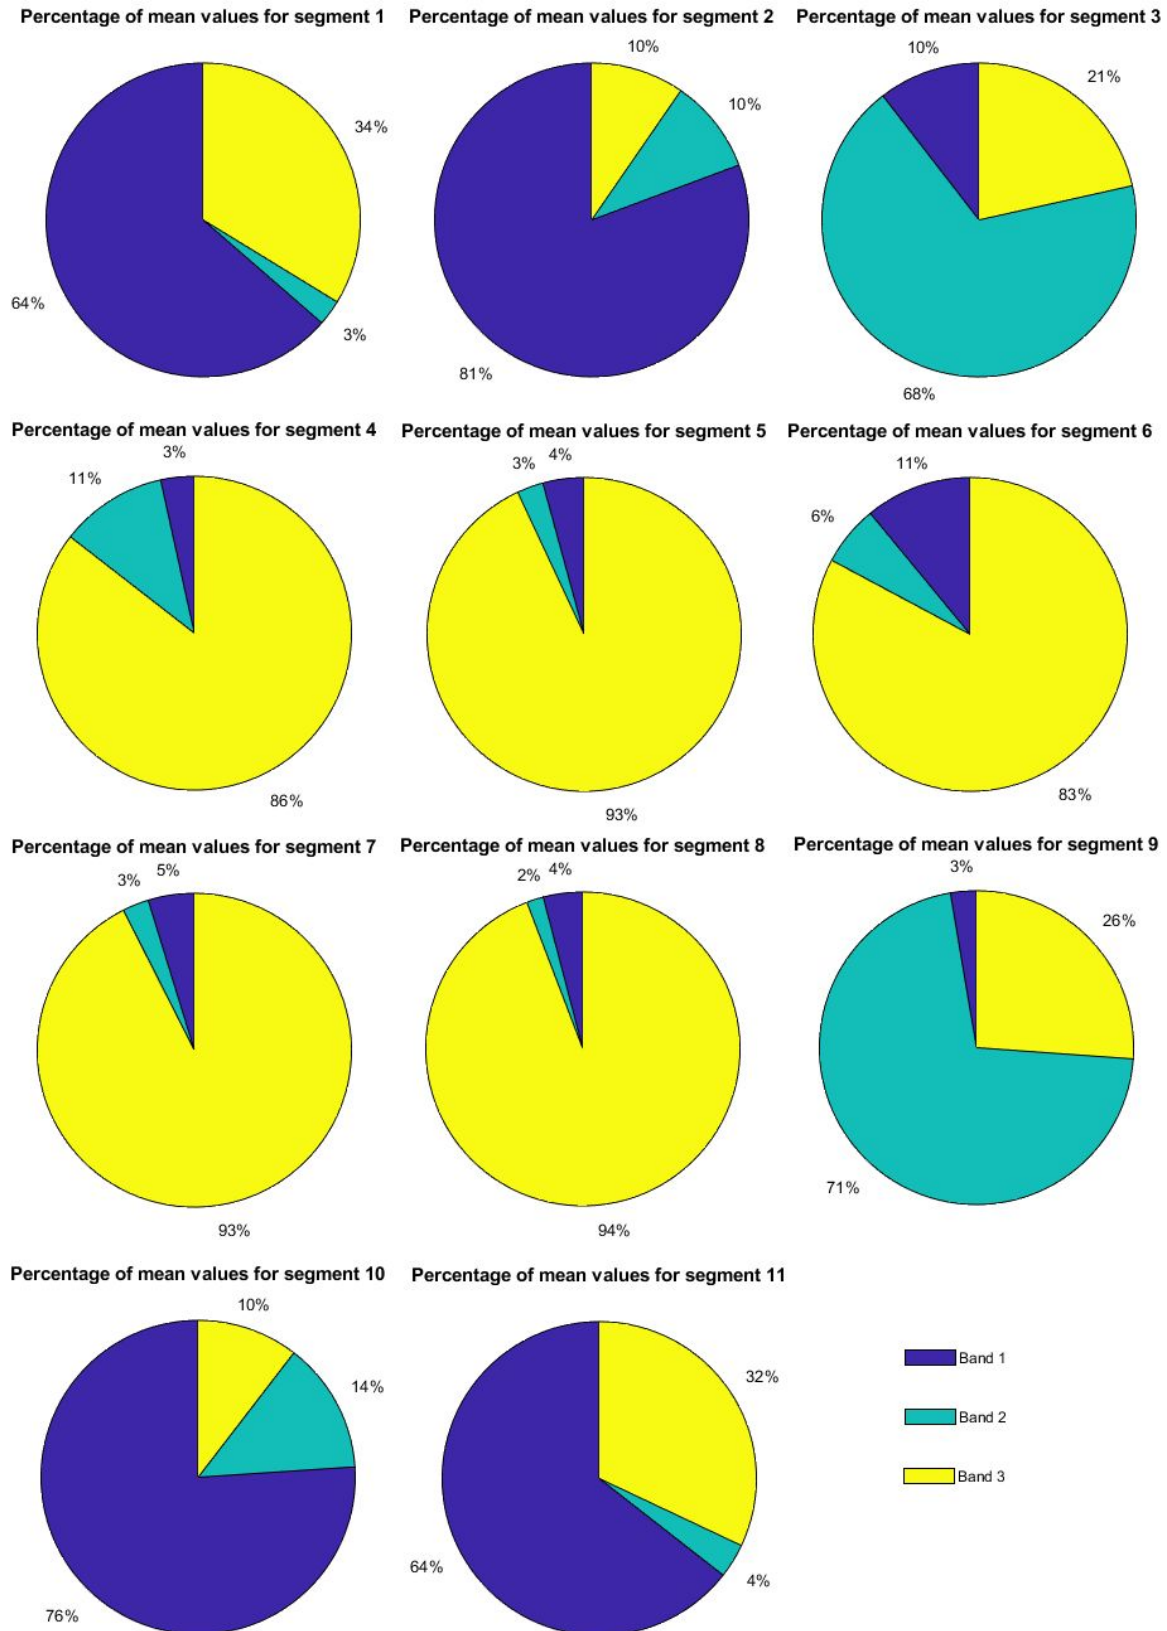 Percentage of mean values for segment 1
34%
64%
3%
Percentage of mean values for segment 2
10%
10%
81%
Percentage of mean values for segment 3
10%
21%
68%
Percentage of mean values for segment 4
3%
11%
86%
Percentage of mean values for segment 5
3%
4%
93%
Percentage of mean values for segment 6
11%
6%
83%
Percentage of mean values for segment 7
3%
5%
93%
Percentage of mean values for segment 8
2%
4%
94%
Percentage of mean values for segment 9
3%
26%
71%
Percentage of mean values for segment 10
10%
14%
76%
Percentage of mean values for segment 11
32%
64%
4%
Band 1
Band 2
Band 3